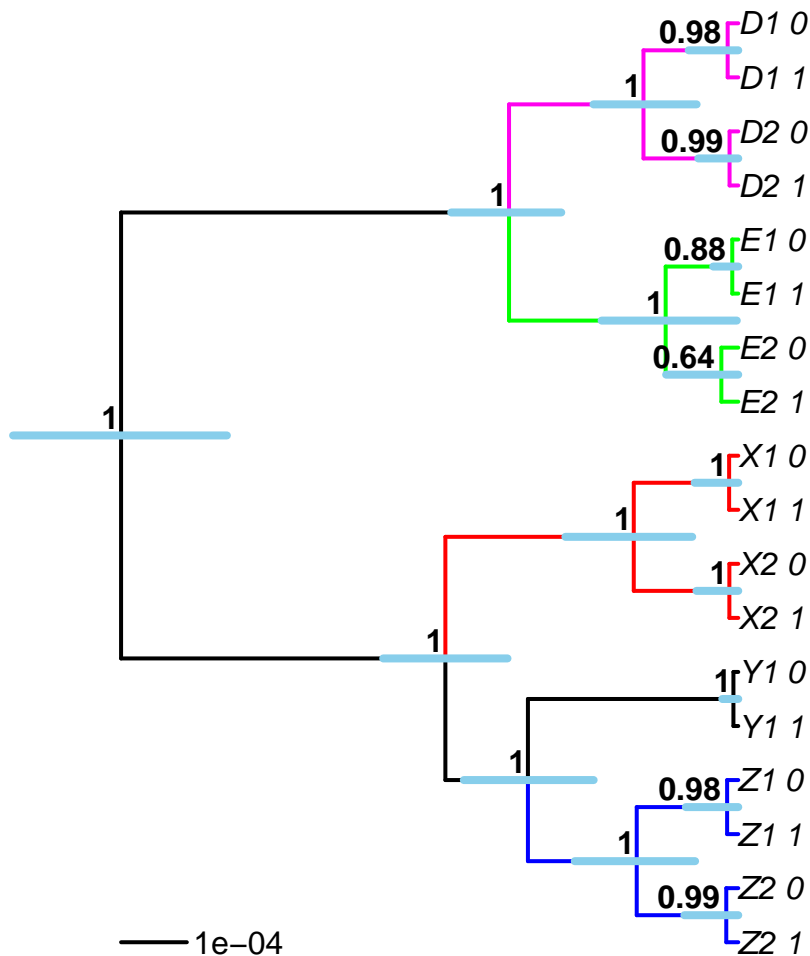 0.98
D1 0
D1 1
1
0.99
D2 0
D2 1
1
0.88
E1 0
E1 1
1
0.64
E2 0
E2 1
1
1
X1 0
X1 1
1
1
X2 0
X2 1
1
1
Y1 0
Y1 1
1
0.98
Z1 0
Z1 1
1
0.99
Z2 0
Z2 1
1e−04